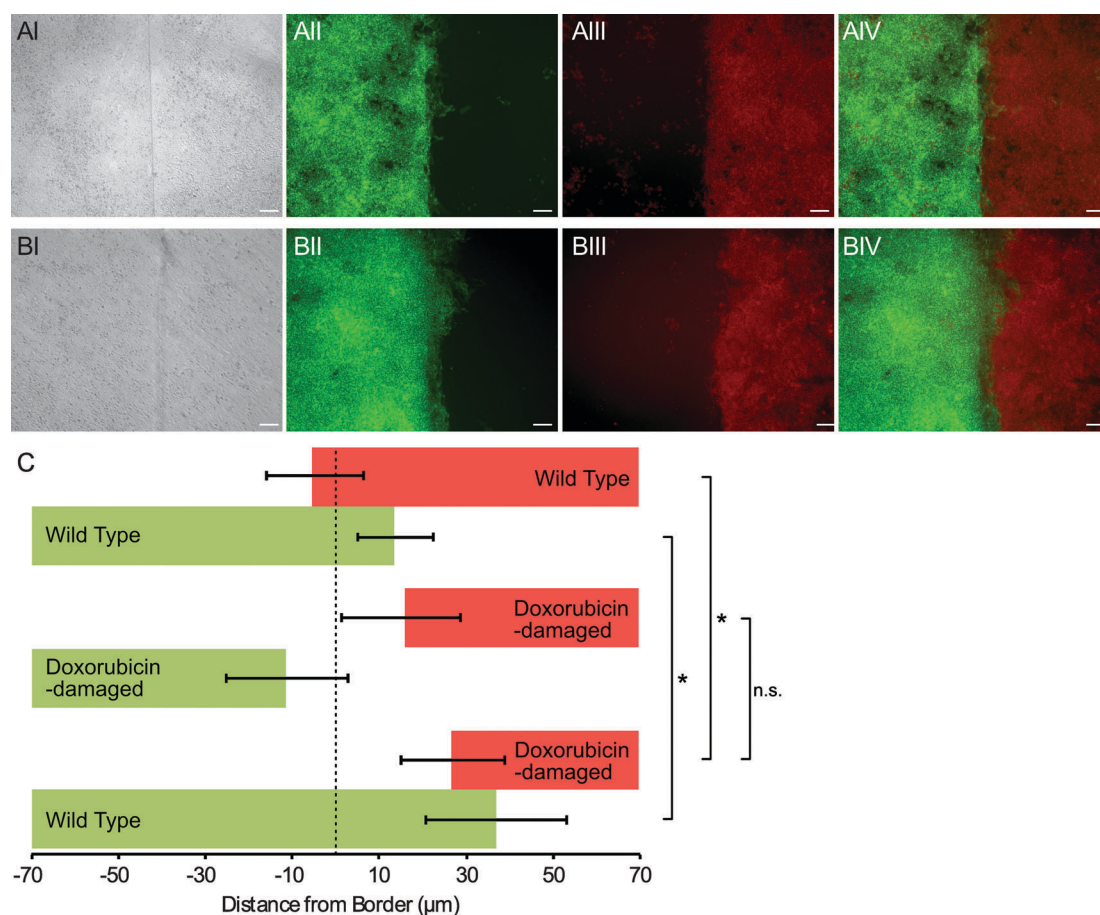 AI
AII
AIII
AIV
BI
BII
BIII
BIV
C
Wild Type
Wild Type
Doxorubicin
-damaged
Doxorubicin
-damaged
Doxorubicin
-damaged
Wild Type
*
*
n.s.
-70 -50 -30 -10 10 30 50 70
Distance from Border (µm)